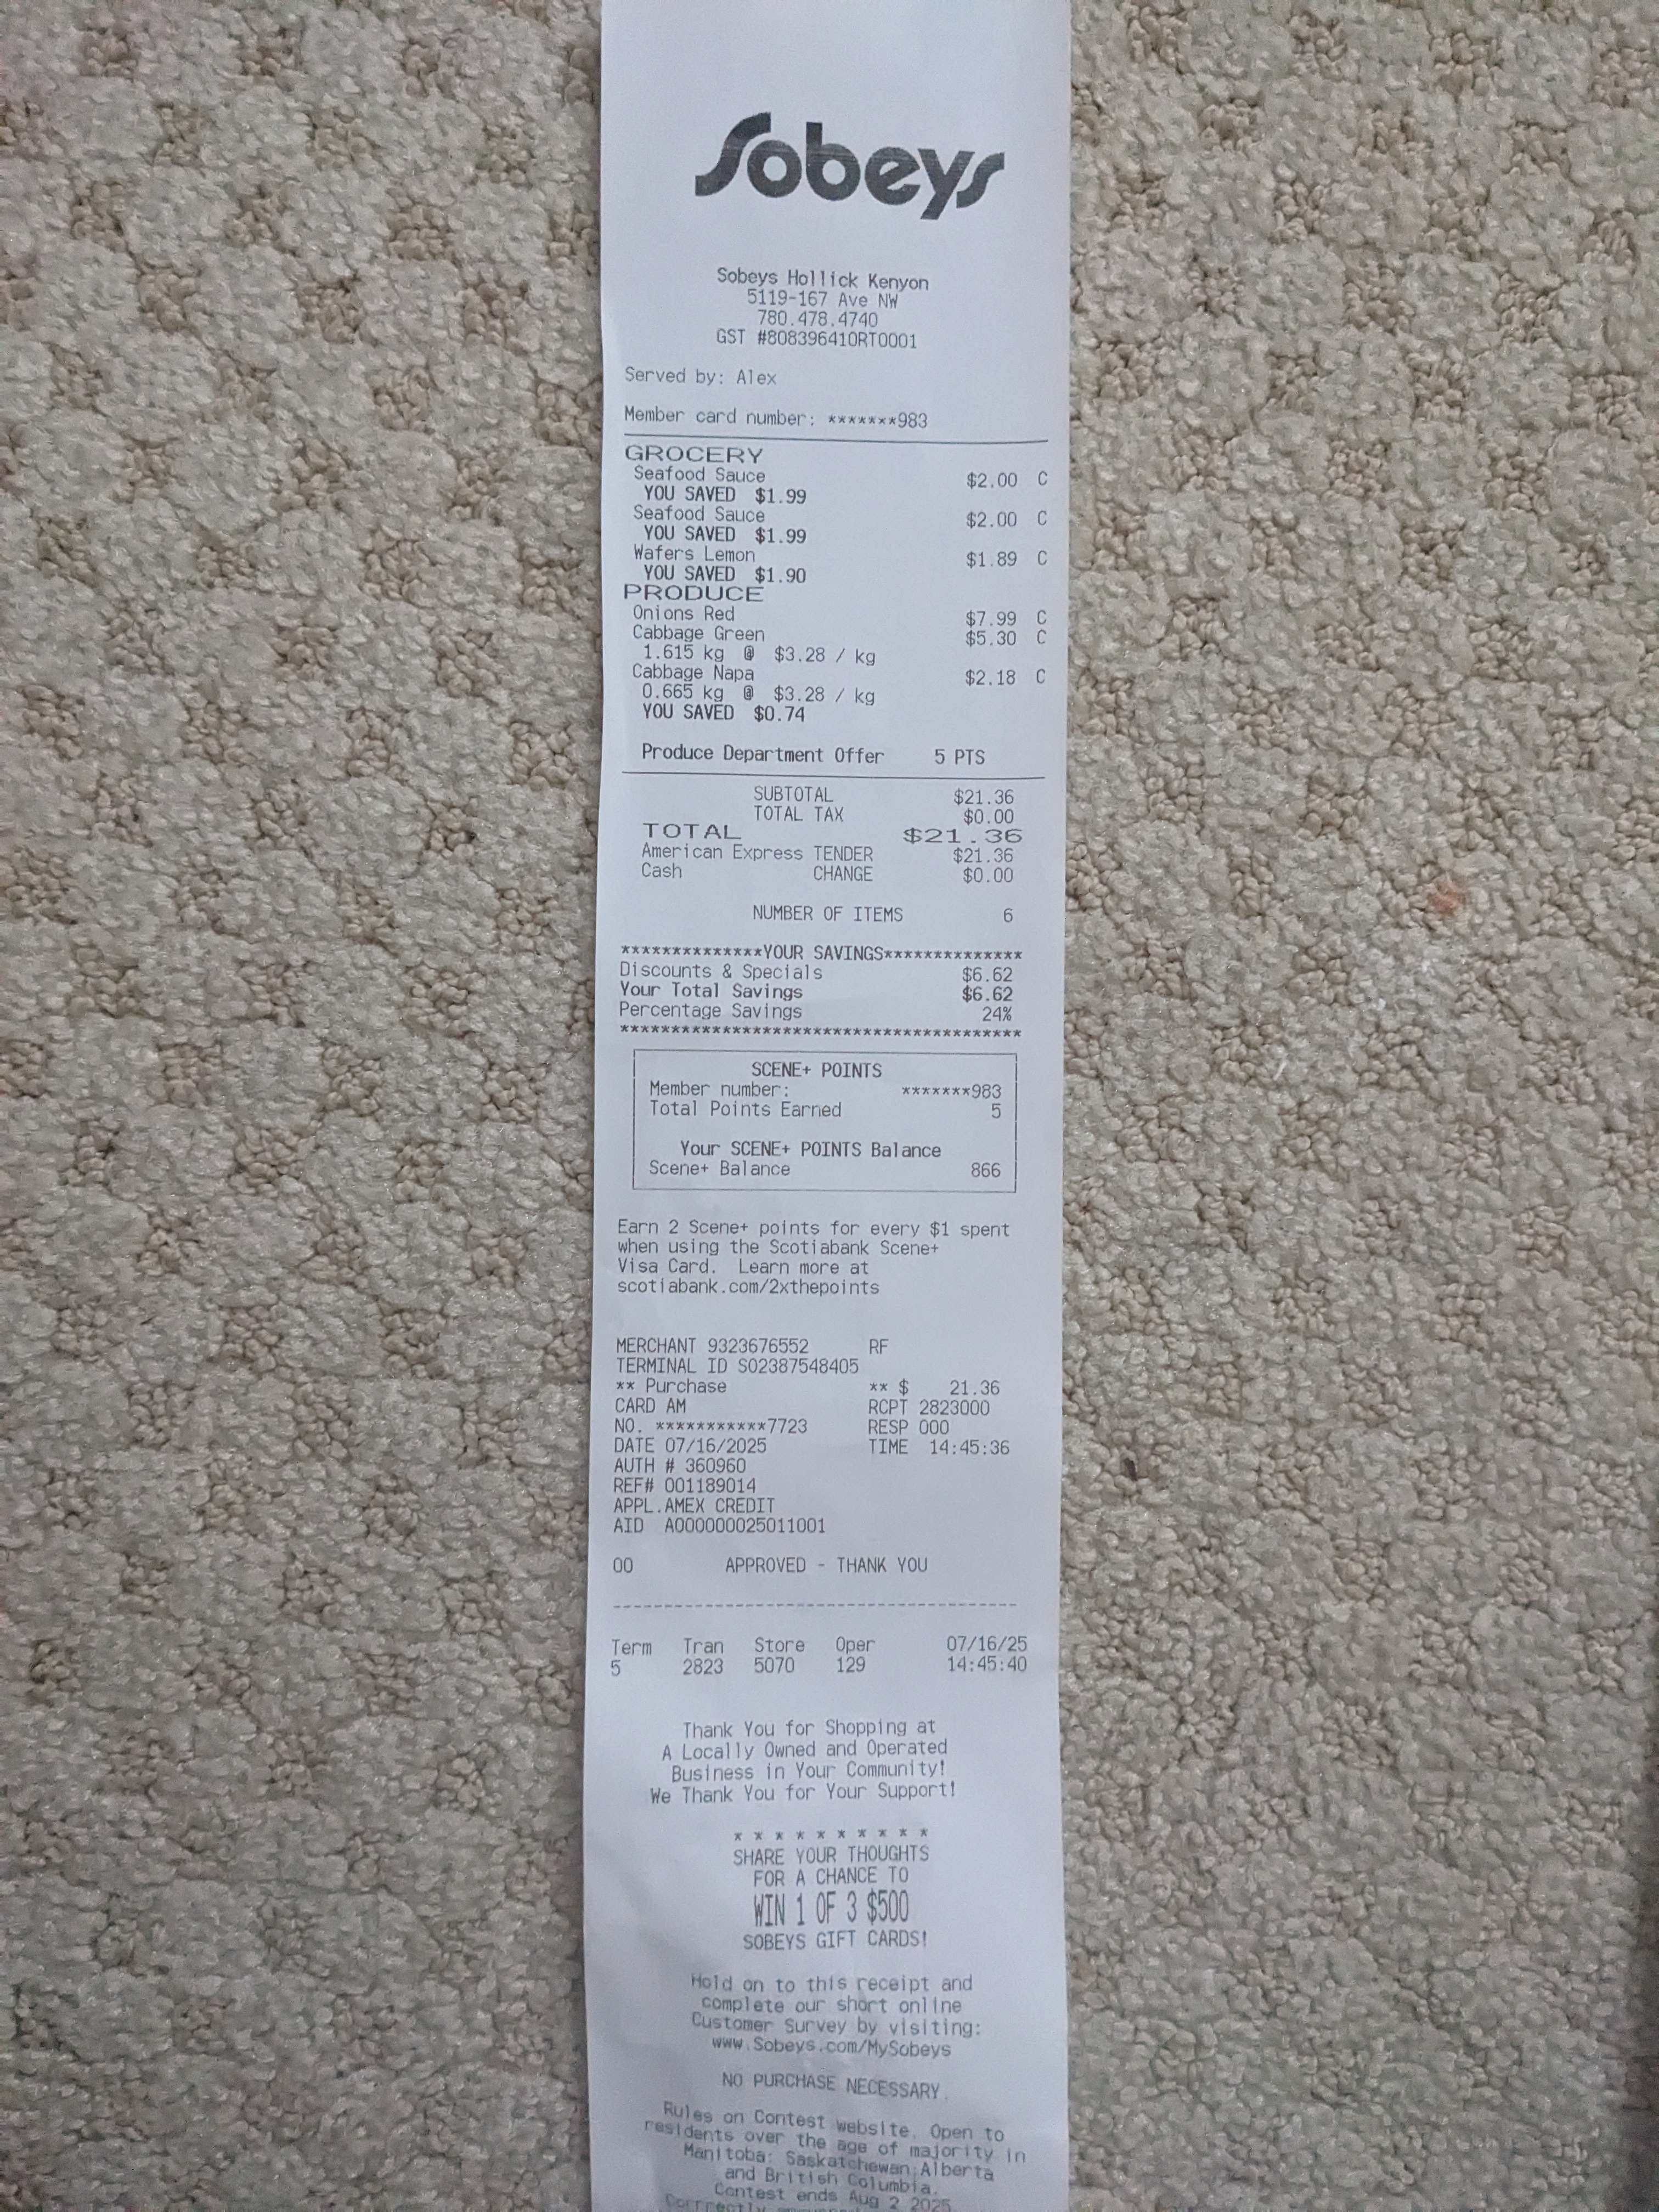 Sobeys
Sobeys Hollick Kenyon
5119-167 Ave NW
780.478.4740
GST #808396410RT0001
Served by: Alex
Member card number: *******983
GROCERY
Seafood Sauce $2.00 C
YOU SAVED $1.99
Seafood Sauce $2.00 C
YOU SAVED $1.99
Wafers Lemon $1.89 C
YOU SAVED $1.90
PRODUCE
Onions Red $7.99 C
Cabbage Green $5.30 C
1.615 kg @ $3.28 / kg
Cabbage Napa $2.18 C
0.665 kg @ $3.28 / kg
YOU SAVED $0.74
Produce Department Offer 5 PTS
SUBTOTAL $21.36
TOTAL TAX $0.00
TOTAL $21.36
American Express TENDER $21.36
Cash CHANGE $0.00
NUMBER OF ITEMS 6
**************YOUR SAVINGS**************
Discounts & Specials $6.62
Your Total Savings $6.62
Percentage Savings 24%
****************************************
SCENE+ POINTS
Member number: *******983
Total Points Earned 5
Your SCENE+ POINTS Balance
Scene+ Balance 866
Earn 2 Scene+ points for every $1 spent
when using the Scotiabank Scene+
Visa Card. Learn more at
scotiabank.com/2xthepoints
MERCHANT 9323676552 RF
TERMINAL ID S02387548405
** Purchase ** $ 21.36
CARD AM RCPT 2823000
NO. ***********7723 RESP 000
DATE 07/16/2025 TIME 14:45:36
AUTH # 360960
REF# 001189014
APPL.AMEX CREDIT
AID A000000025011001
00 APPROVED - THANK YOU
----------------------------------------
Term Tran Store Oper 07/16/25
5 2823 5070 129 14:45:40
Thank You for Shopping at
A Locally Owned and Operated
Business in Your Community!
We Thank You for Your Support!
* * * * * * * * * *
SHARE YOUR THOUGHTS
FOR A CHANCE TO
WIN 1 OF 3 $500
SOBEYS GIFT CARDS!
Hold on to this receipt and
complete our short online
Customer Survey by visiting:
www.Sobeys.com/MySobeys
NO PURCHASE NECESSARY.
Rules on Contest website. Open to
residents over the age of majority in
Manitoba; Saskatchewan;Alberta
and British Columbia.
Contest ends Aug 2 2025